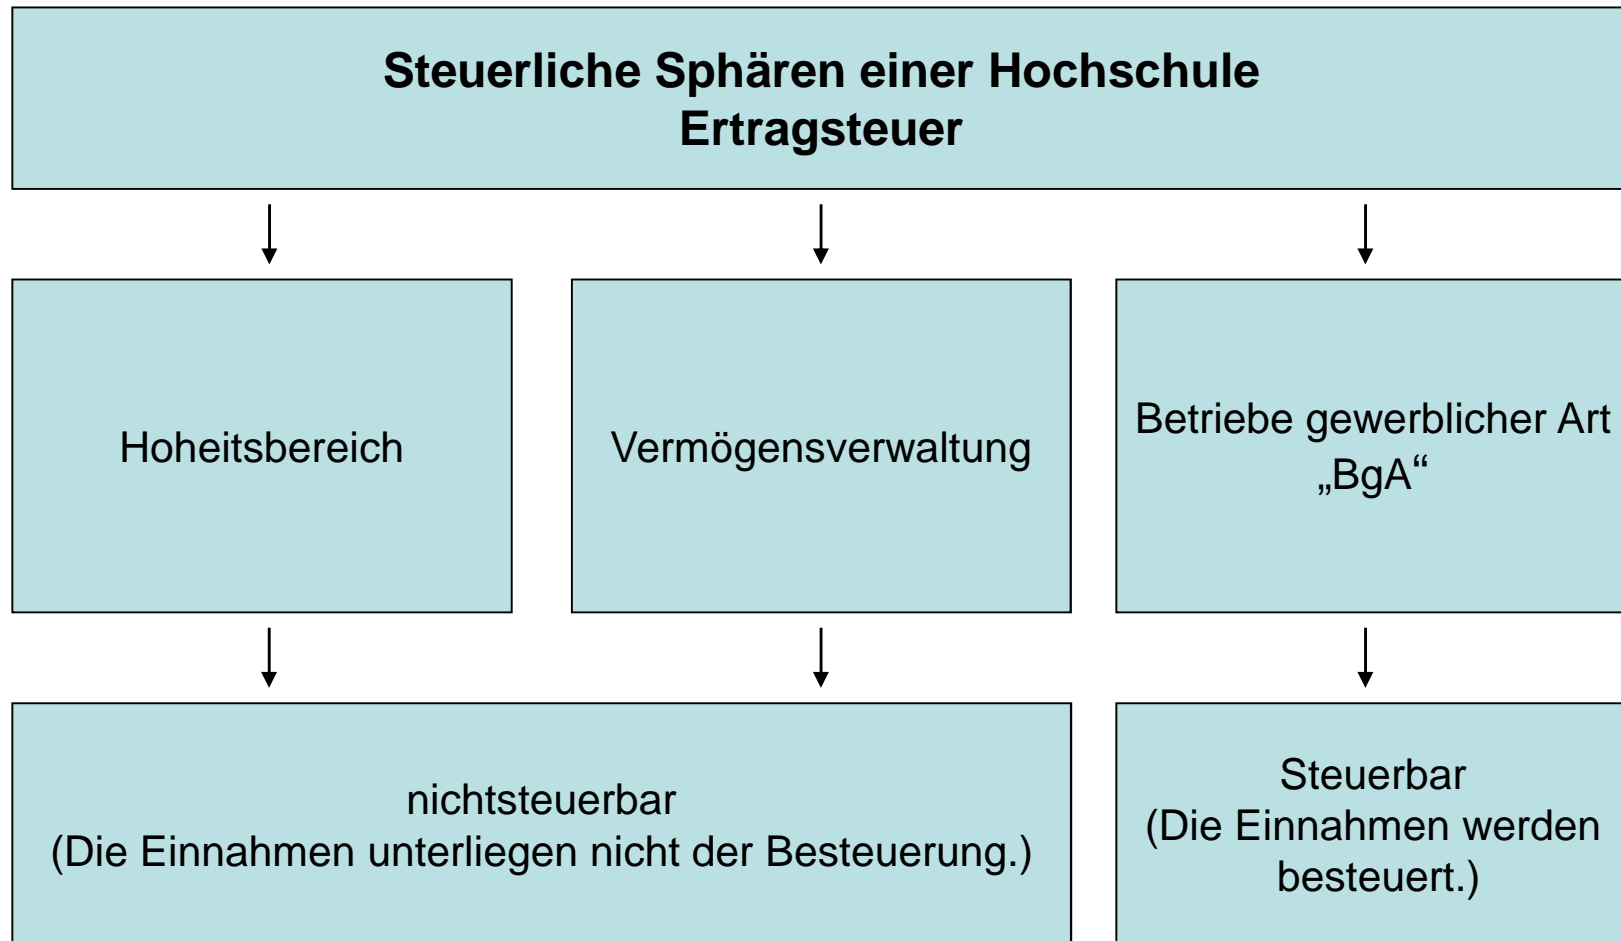 Steuerliche Sphären einer Hochschule
Ertragsteuer
Hoheitsbereich
Vermögensverwaltung
Betriebe gewerblicher Art
„BgA“
nichtsteuerbar
(Die Einnahmen unterliegen nicht der Besteuerung.)
Steuerbar
(Die Einnahmen werden
besteuert.)